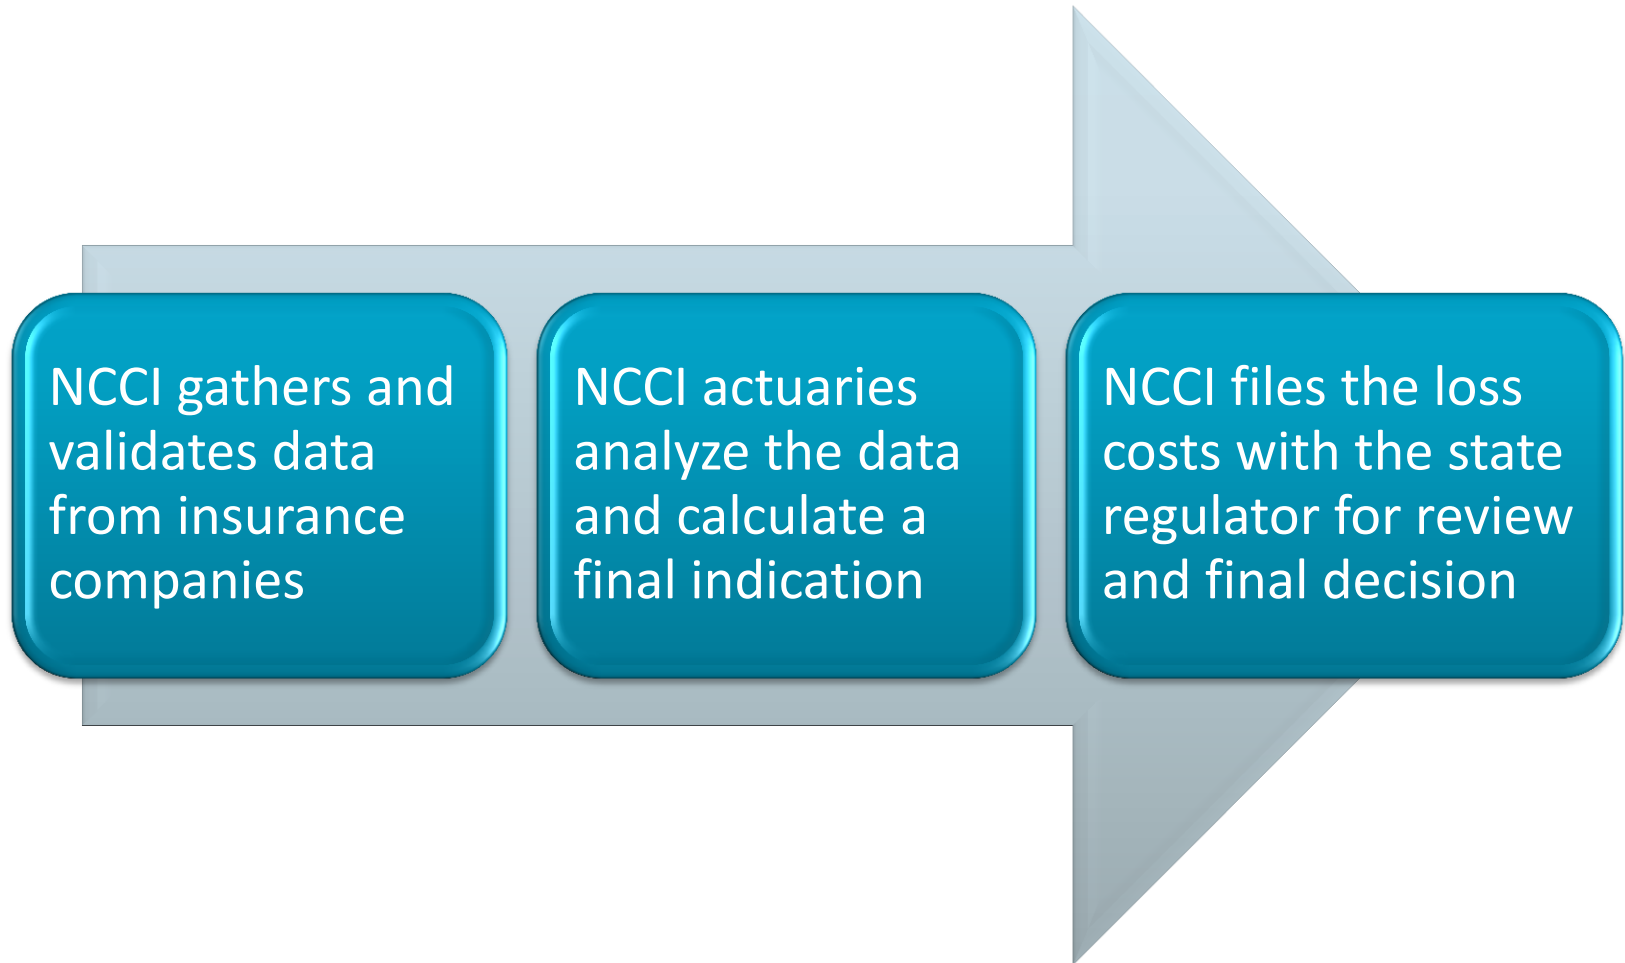 NCCI gathers and
validates data
from insurance
companies
NCCI actuaries
analyze the data
and calculate a
final indication
NCCI files the loss
costs with the state
regulator for review
and final decision